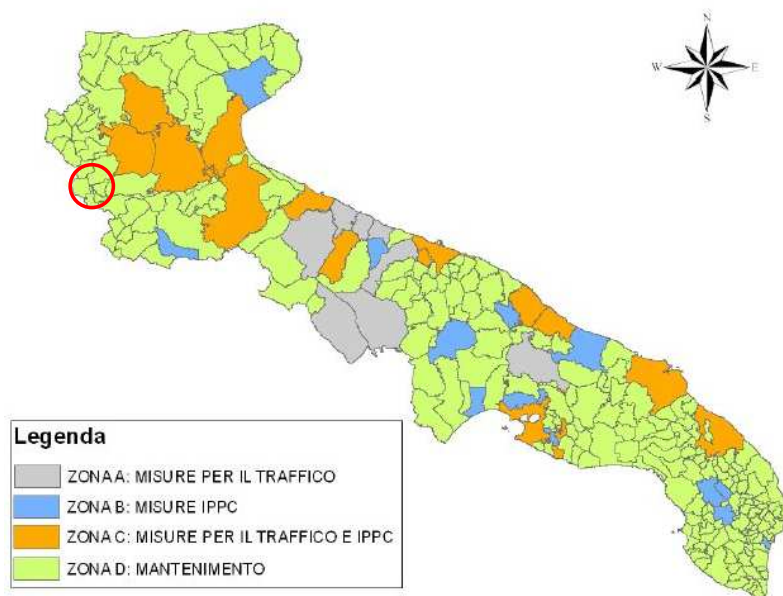 N
W E
S
Legenda
ZONA A: MISURE PER IL TRAFFICO
ZONA B: MISURE IPPC
ZONA C: MISURE PER IL TRAFFICO E IPPC
ZONA D: MANTENIMENTO